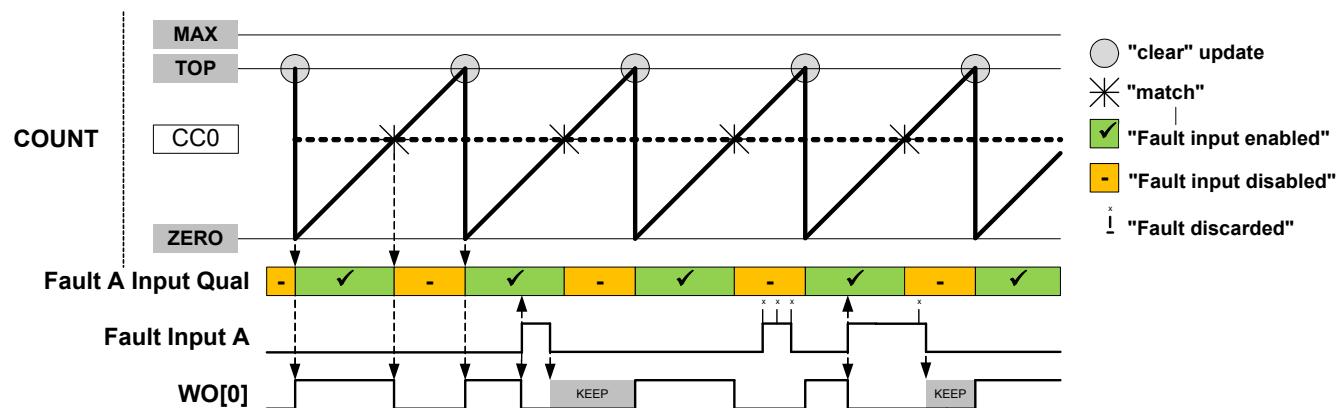 MAX
"clear" update
TOP
"match"
COUNT
CC0
"Fault input enabled"
-
"Fault input disabled"
x
"Fault discarded"
ZERO
Fault A Input Qual
- ✓ - ✓ - ✓ - ✓ - ✓
x x x x
Fault Input A
WO[0]
KEEP
KEEP